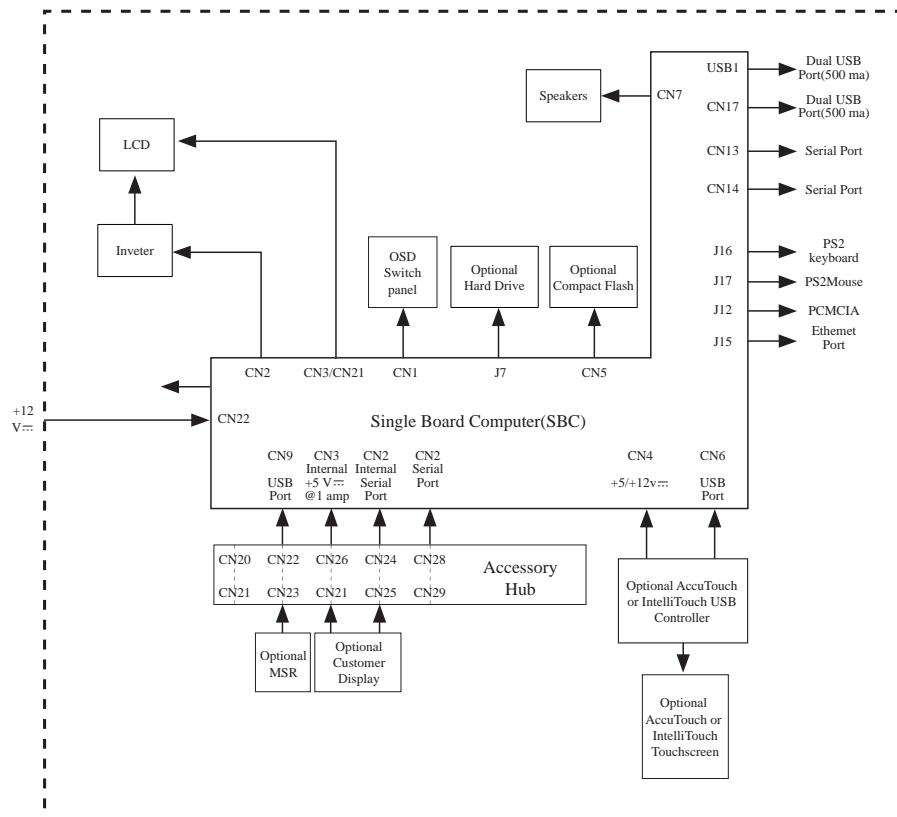 USB1
Dual USB
Port(500 ma)
Speakers
CN7
CN17
Dual USB
Port(500 ma)
LCD
CN13
Serial Port
CN14
Serial Port
Inveter
OSD
Switch
panel
Optional
Hard Drive
Optional
Compact Flash
J16
PS2
keyboard
J17
PS2Mouse
J12
PCMCIA
J15
Ethemet
Port
CN2
CN3/CN21
CN1
J7
CN5
+12
V⎓
CN22
Single Board Computer(SBC)
CN9
USB
Port
CN3
Internal
+5 V⎓
@1 amp
CN2
Internal
Serial
Port
CN2
Serial
Port
CN4
+5/+12v⎓
CN6
USB
Port
CN20
CN22
CN26
CN24
CN28
CN21
CN23
CN21
CN25
CN29
Accessory
Hub
Optional
MSR
Optional
Customer
Display
Optional AccuTouch
or IntelliTouch USB
Controller
Optional
AccuTouch or
IntelliTouch
Touchscreen